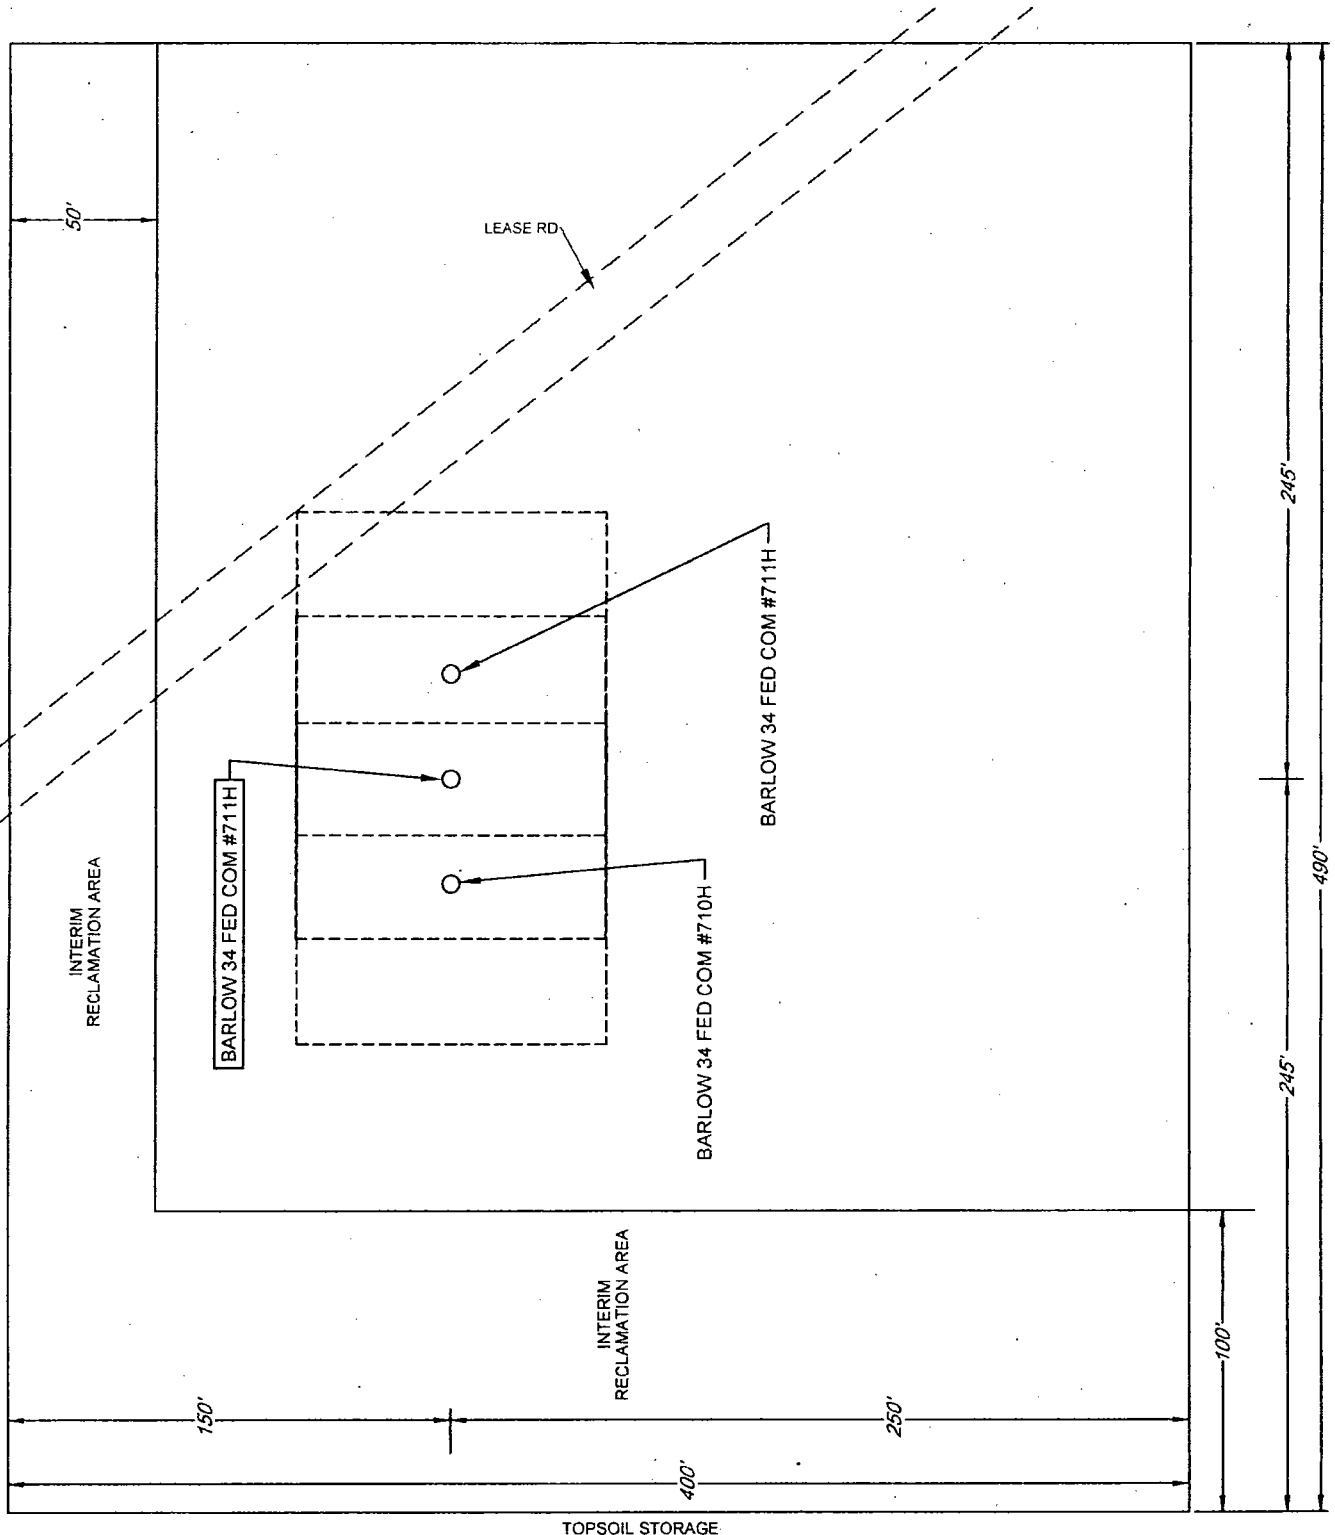 50'
LEASE RD
245'
BARLOW 34 FED COM #711H
BARLOW 34 FED COM #711H
BARLOW 34 FED COM #710H
INTERIM
RECLAMATION AREA
490'
245'
INTERIM
RECLAMATION AREA
100'
150'
250'
400'
TOPSOIL STORAGE